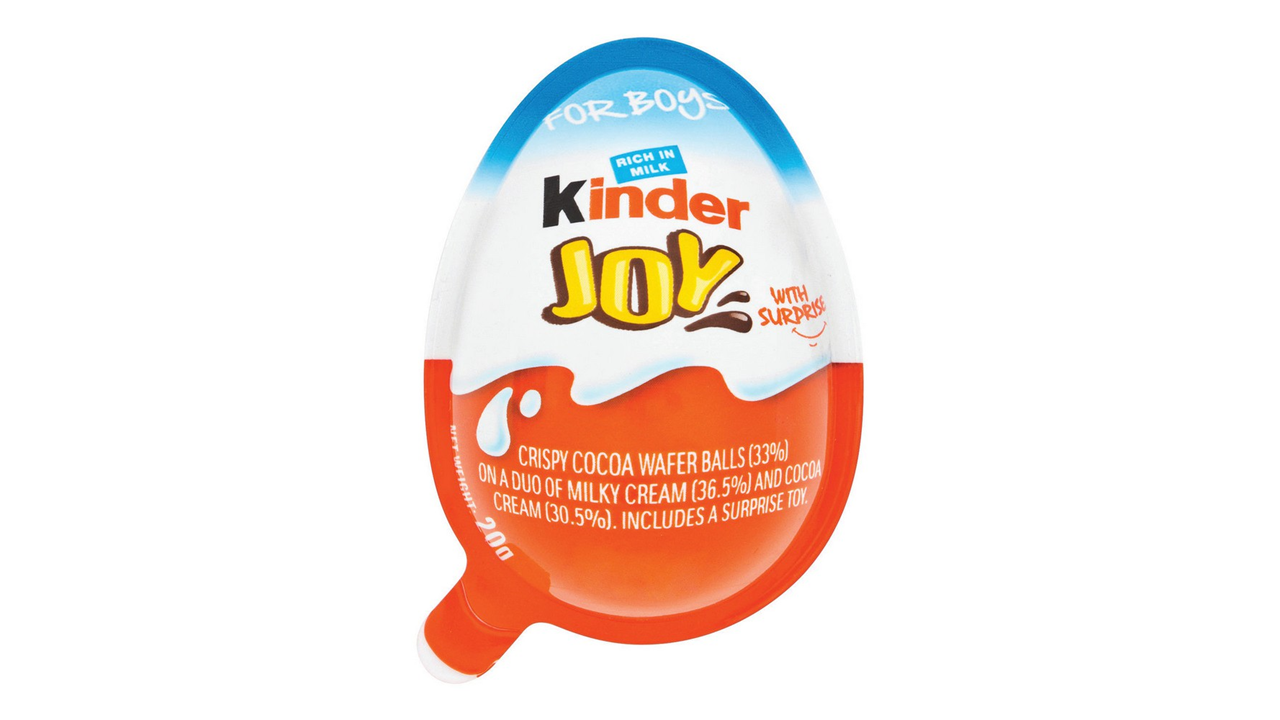 FOR BOYS
RICH IN
MILK
Kinder
JOY
WITH
SURPRISE
CRISPY COCOA WAFER BALLS (33%)
ON A DUO OF MILKY CREAM (36.5%) AND COCOA
CREAM (30.5%). INCLUDES A SURPRISE TOY.
NET WEIGHT: 20g